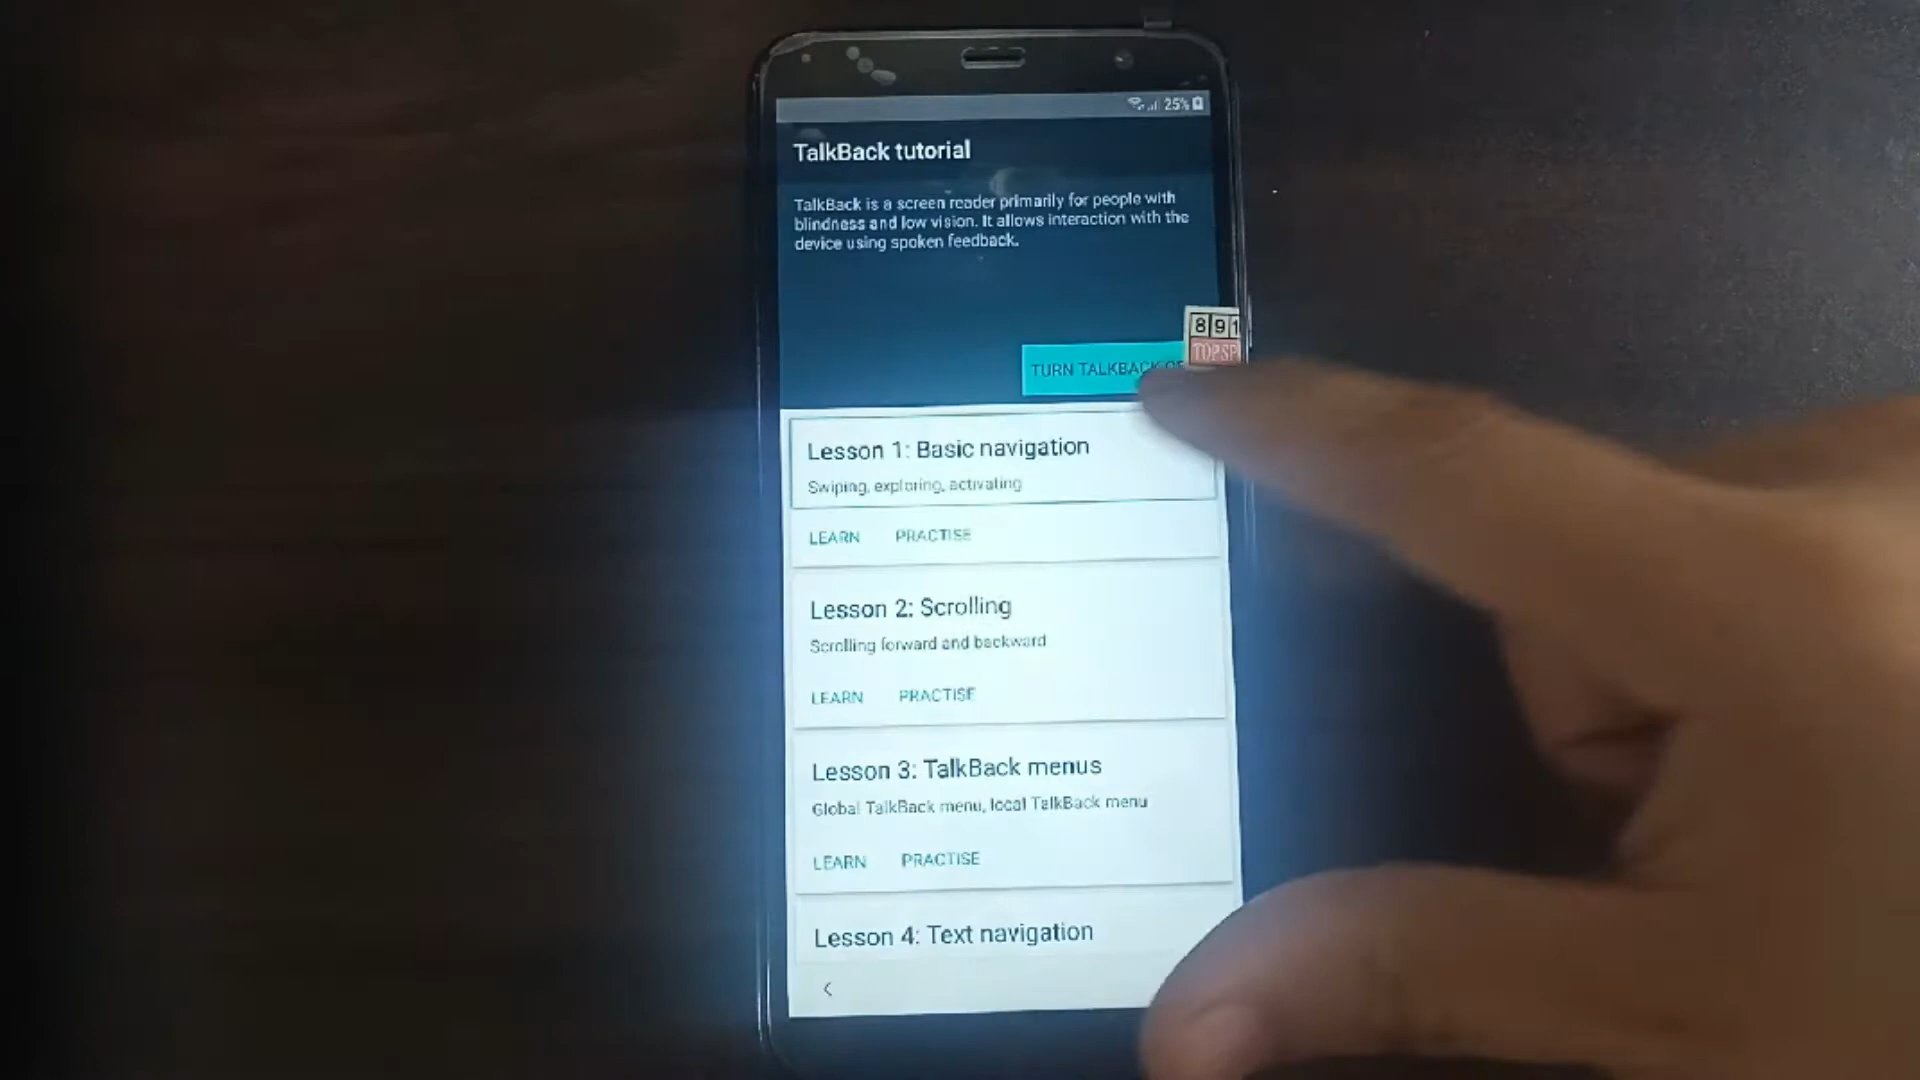 25%
TalkBack tutorial
TalkBack is a screen reader primarily for people with
blindness and low vision. It allows interaction with the
device using spoken feedback.
891
TURN TALKBACK
Lesson 1: Basic navigation
Swiping, exploring, activating
LEARN PRACTISE
Lesson 2: Scrolling
Scrolling forward and backward
LEARN PRACTISE
Lesson 3: TalkBack menus
Global TalkBack menu, local TalkBack menu
LEARN PRACTISE
Lesson 4: Text navigation